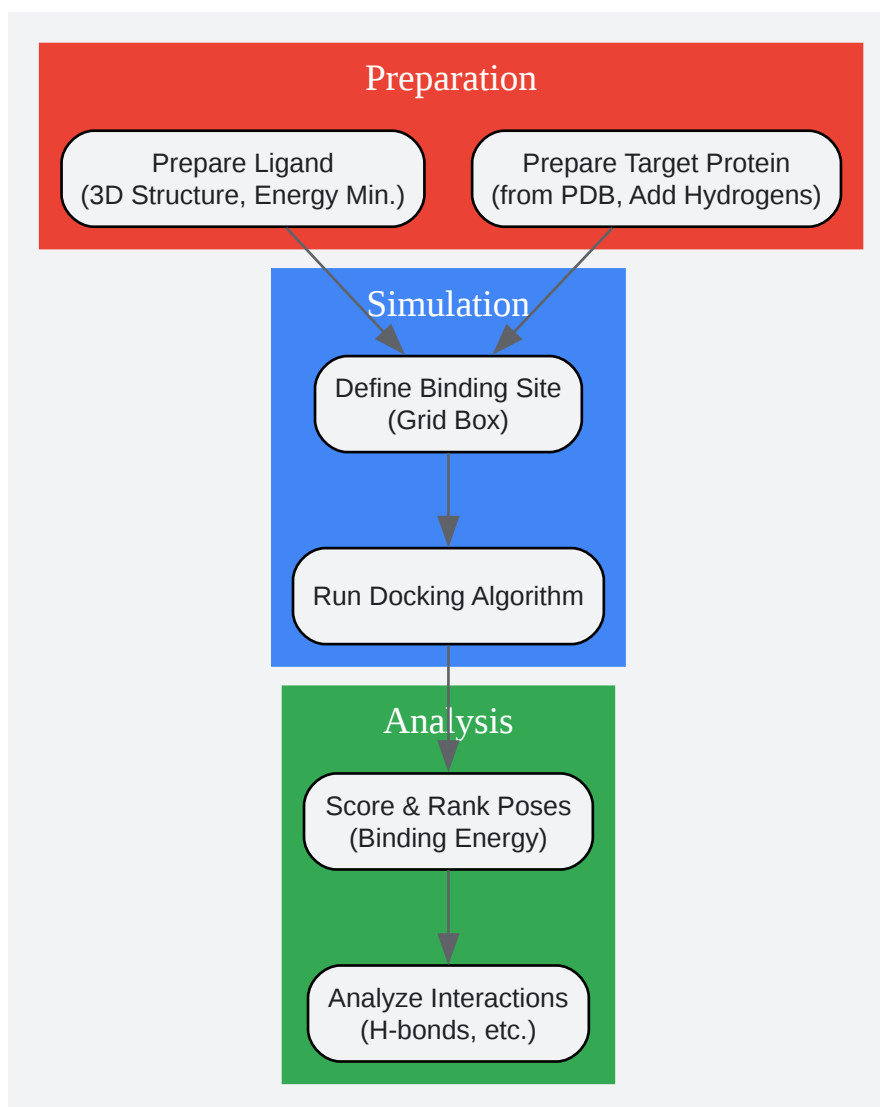 Preparation
Prepare Ligand
(3D Structure, Energy Min.)
Prepare Target Protein
(from PDB, Add Hydrogens)
Simulation
Define Binding Site
(Grid Box)
Run Docking Algorithm
Analysis
Score & Rank Poses
(Binding Energy)
Analyze Interactions
(H-bonds, etc.)